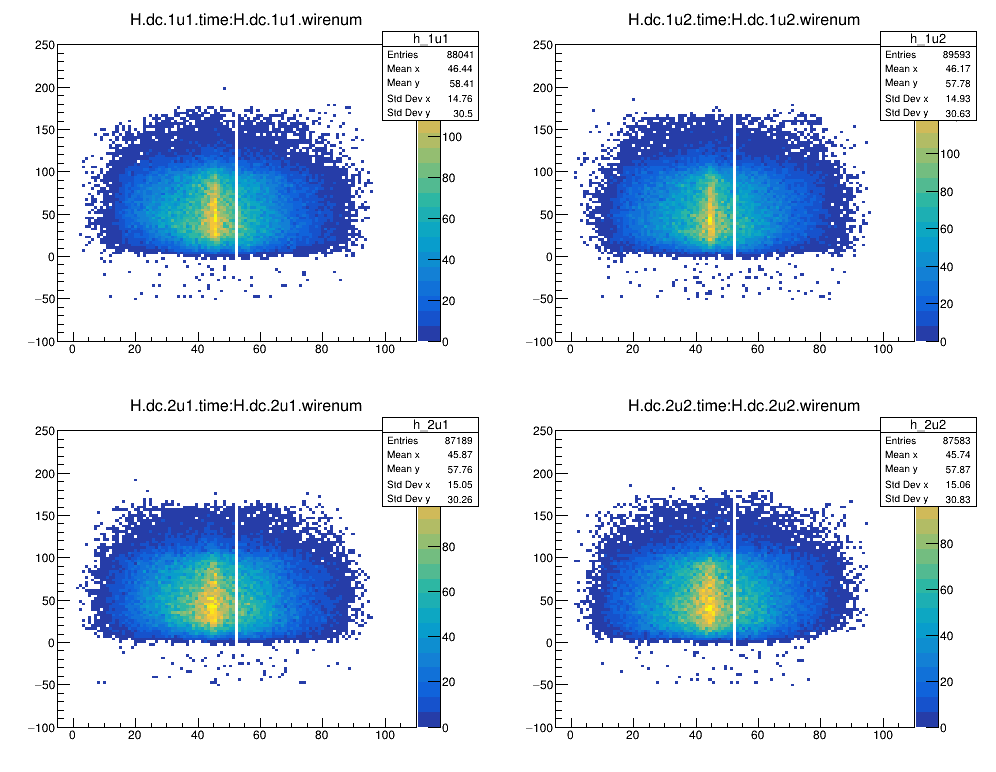 H.dc.1u1.time:H.dc.1u1.wirenum
h_1u1
Entries 88041
Mean x 46.44
Mean y 58.41
Std Dev x 14.76
Std Dev y 30.5
250
200
150
100
50
0
−50
−100
0 20 40 60 80 100
100
80
60
40
20
0
H.dc.1u2.time:H.dc.1u2.wirenum
h_1u2
Entries 89593
Mean x 46.17
Mean y 57.78
Std Dev x 14.93
Std Dev y 30.63
250
200
150
100
50
0
−50
−100
0 20 40 60 80 100
100
80
60
40
20
0
H.dc.2u1.time:H.dc.2u1.wirenum
h_2u1
Entries 87189
Mean x 45.87
Mean y 57.76
Std Dev x 15.05
Std Dev y 30.26
250
200
150
100
50
0
−50
−100
0 20 40 60 80 100
80
60
40
20
0
H.dc.2u2.time:H.dc.2u2.wirenum
h_2u2
Entries 87583
Mean x 45.74
Mean y 57.87
Std Dev x 15.06
Std Dev y 30.83
250
200
150
100
50
0
−50
−100
0 20 40 60 80 100
80
60
40
20
0